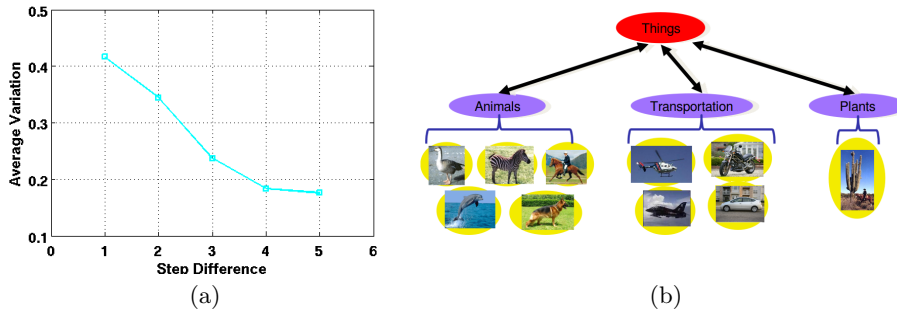 0.5
0.4
0.3
0.2
0.1
Average Variation
0 1 2 3 4 5 6
Step Difference
(a)
Things
Animals Transportation Plants
(b)